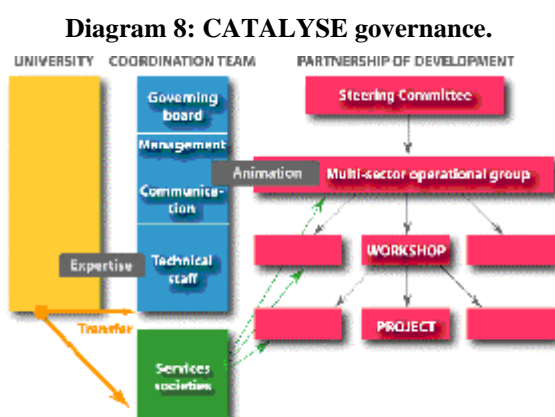 Diagram 8: CATALYSE governance.
UNIVERSITY
COORDINATION TEAM
PARTNERSHIP OF DEVELOPMENT
Governing
board
Management
Communica-
tion
Technical
staff
Services
societies
Expertise
Transfer
Animation
Steering Committee
Multi-sector operational group
WORKSHOP
PROJECT